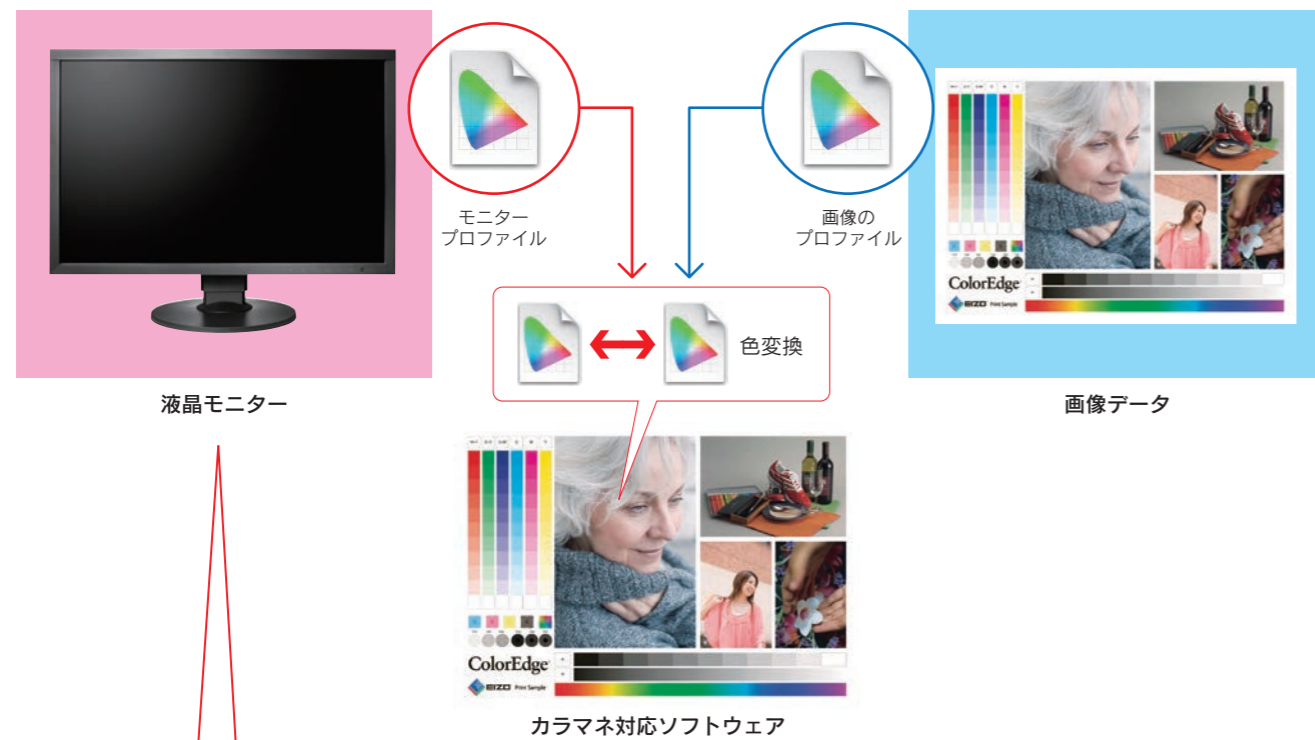 モニター
プロファイル
画像の
プロファイル
色変換
液晶モニター
画像データ
ColorEdge
EIZO Print Sample
ColorEdge
EIZO Print Sample
カラマネ対応ソフトウェア